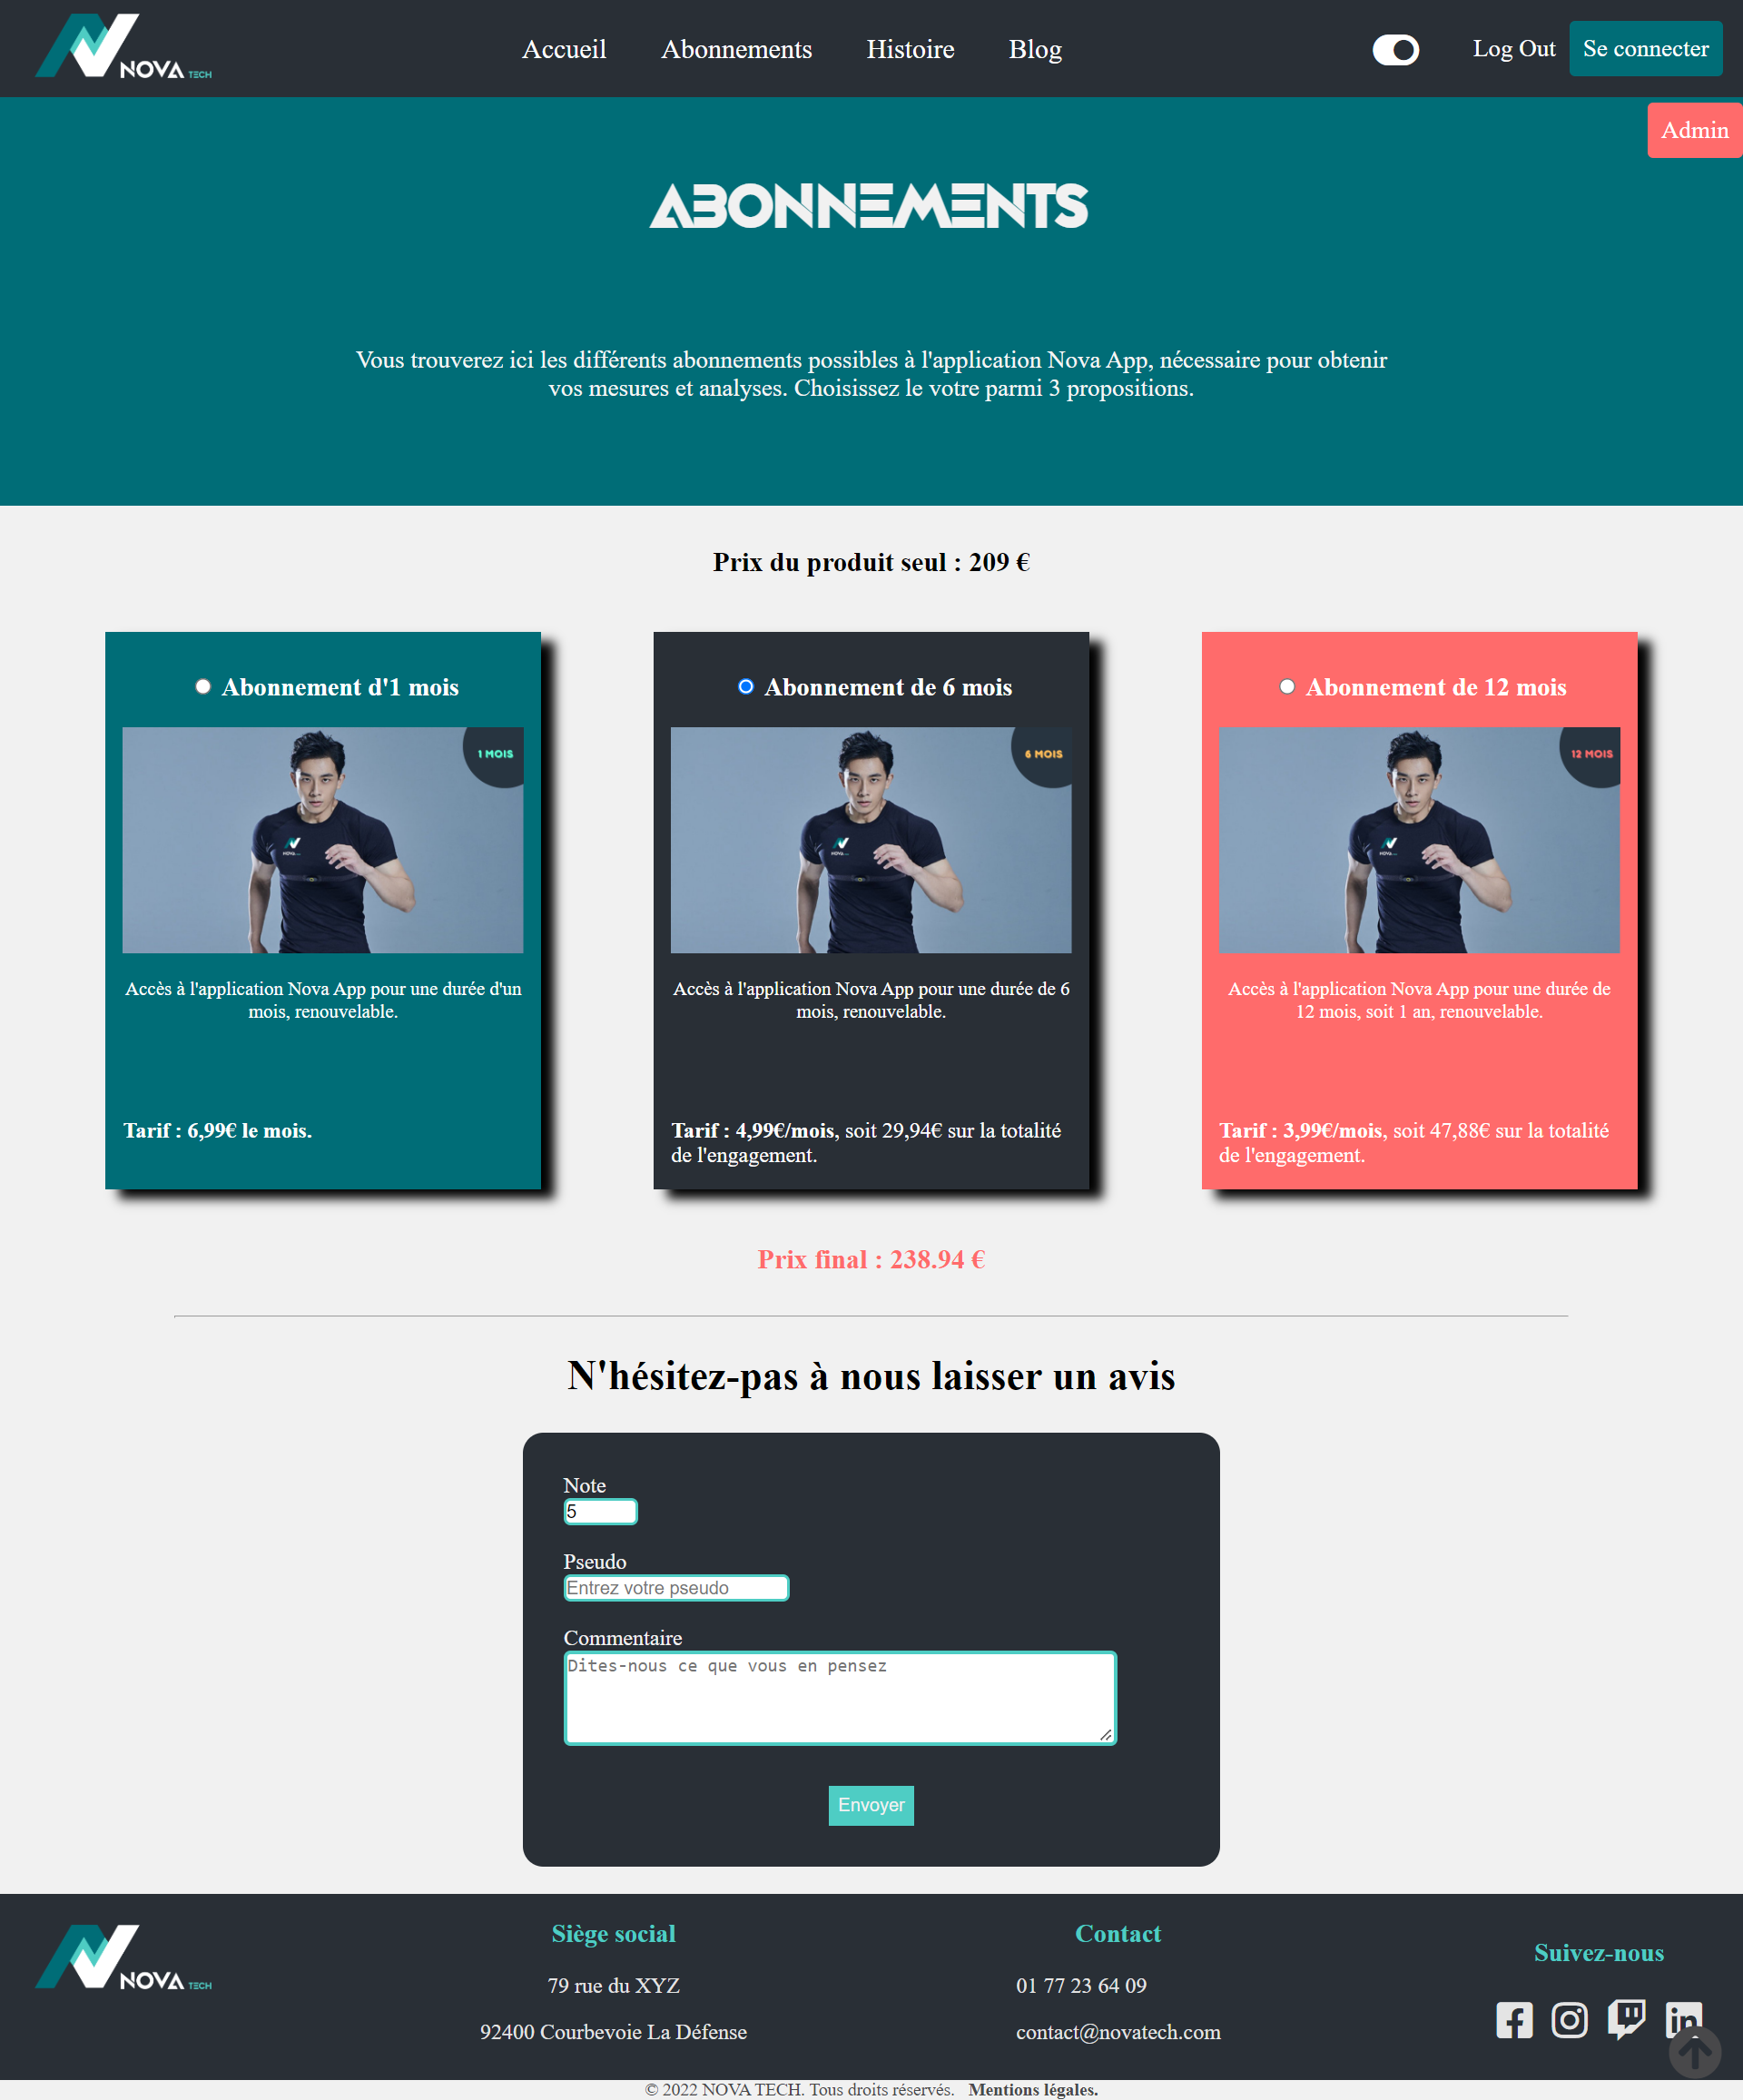 NOVA TECH
Accueil
Abonnements
Histoire
Blog
Log Out
Se connecter
Admin
ABONNEMENTS
Vous trouverez ici les différents abonnements possibles à l'application Nova App, nécessaire pour obtenir
vos mesures et analyses. Choisissez le votre parmi 3 propositions.
Prix du produit seul : 209 €
Abonnement d'1 mois
1 MOIS
NOVA
Accès à l'application Nova App pour une durée d'un
mois, renouvelable.
Tarif : 6,99€ le mois.
Abonnement de 6 mois
6 MOIS
NOVA
Accès à l'application Nova App pour une durée de 6
mois, renouvelable.
Tarif : 4,99€/mois, soit 29,94€ sur la totalité
de l'engagement.
Abonnement de 12 mois
12 MOIS
NOVA
Accès à l'application Nova App pour une durée de
12 mois, soit 1 an, renouvelable.
Tarif : 3,99€/mois, soit 47,88€ sur la totalité
de l'engagement.
Prix final : 238.94 €
N'hésitez-pas à nous laisser un avis
Note
5
Pseudo
Entrez votre pseudo
Commentaire
Dites-nous ce que vous en pensez
Envoyer
NOVA TECH
Siège social
79 rue du XYZ
92400 Courbevoie La Défense
Contact
01 77 23 64 09
contact@novatech.com
Suivez-nous
© 2022 NOVA TECH. Tous droits réservés. Mentions légales.